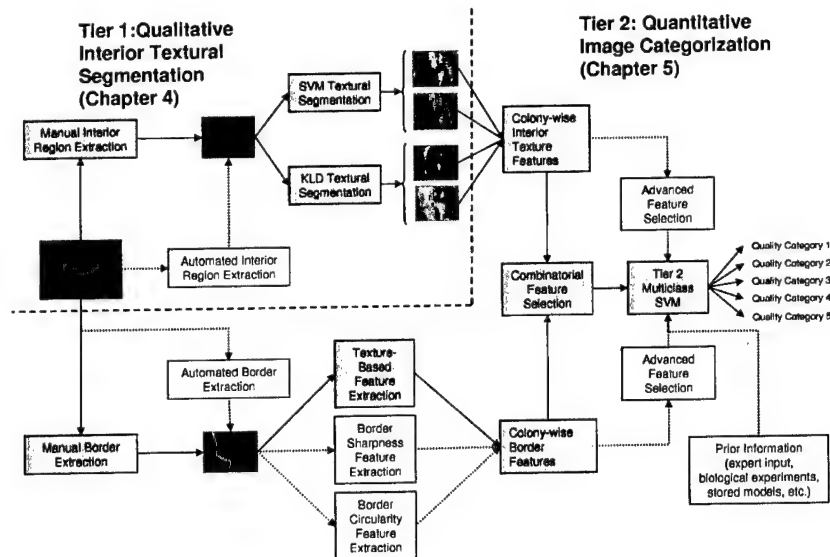 Tier 1:Qualitative
Interior Textural
Segmentation
(Chapter 4)
Tier 2: Quantitative
Image Categorization
(Chapter 5)
SVM Textural
Segmentation
Manual Interior
Region Extraction
KLD Textural
Segmentation
Colony-wise
Interior
Texture
Features
Advanced
Feature
Selection
Automated Interior
Region Extraction
Combinatorial
Feature
Selection
Tier 2
Multiclass
SVM
Quality Category 1
Quality Category 2
Quality Category 3
Quality Category 4
Quality Category 5
Automated Border
Extraction
Texture-
Based
Feature
Extraction
Advanced
Feature
Selection
Manual Border
Extraction
Border
Sharpness
Feature
Extraction
Colony-wise
Border
Features
Prior Information
(expert input,
biological experiments,
stored models, etc.)
Border
Circularity
Feature
Extraction